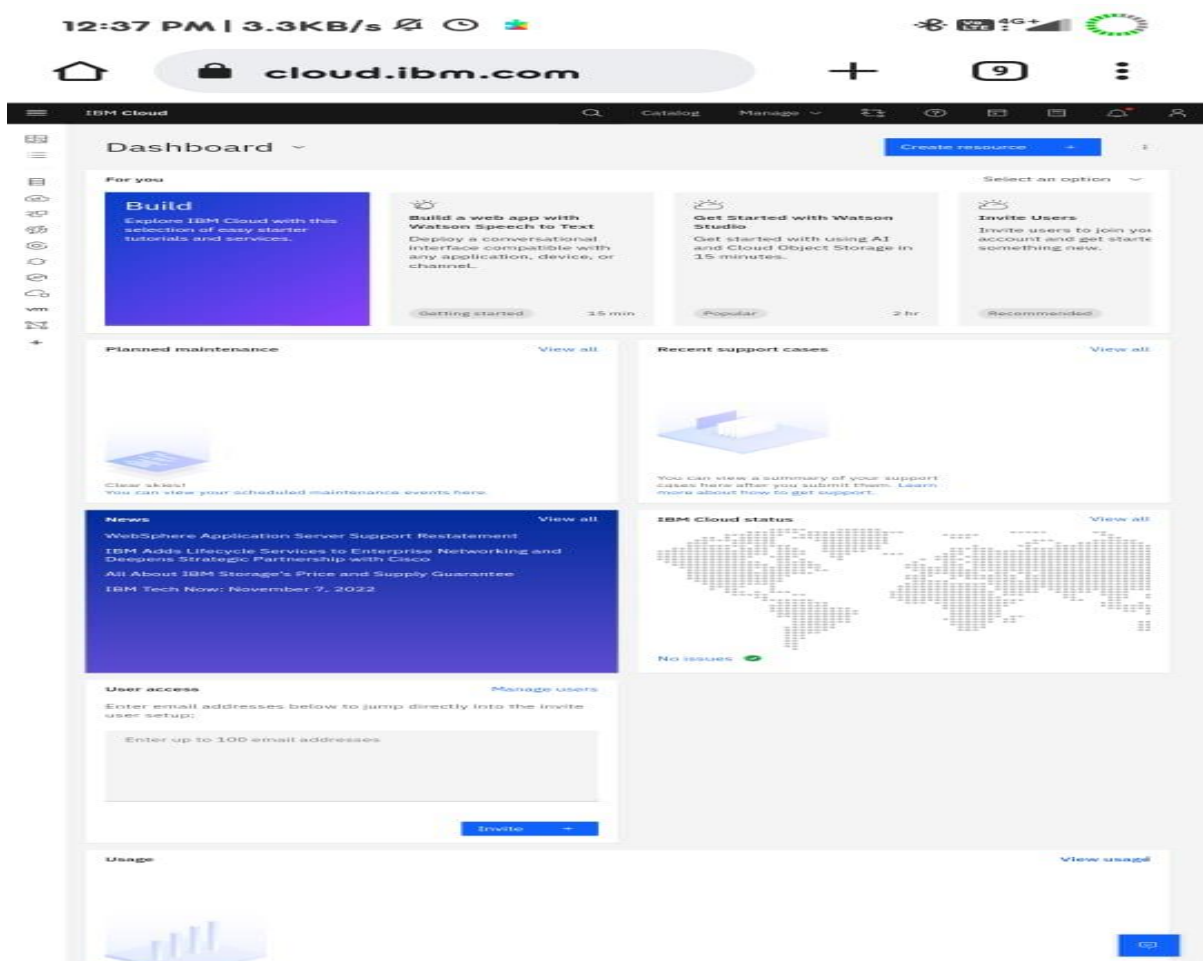 12:37 PM | 3.3KB/s
Vo LTE 4G+
cloud.ibm.com
9
IBM Cloud
Catalog
Manage
Dashboard
Create resource +
For you
Select an option
Build
Explore IBM Cloud with this
selection of easy starter
tutorials and services.
Build a web app with
Watson Speech to Text
Deploy a conversational
interface compatible with
any application, device, or
channel.
Getting started
15 min
Get Started with Watson
Studio
Get started with using AI
and Cloud Object Storage in
15 minutes.
Popular
2 hr
Invite Users
Invite users to join you
account and get starte
something new.
Recommended
vm
Planned maintenance
View all
Clear skies!
You can view your scheduled maintenance events here.
Recent support cases
View all
You can view a summary of your support
cases here after you submit them. Learn
more about how to get support.
News
View all
WebSphere Application Server Support Restatement
IBM Adds Lifecycle Services to Enterprise Networking and
Deepens Strategic Partnership with Cisco
All About IBM Storage's Price and Supply Guarantee
IBM Tech Now: November 7, 2022
IBM Cloud status
View all
No issues
User access
Manage users
Enter email addresses below to jump directly into the invite
user setup:
Enter up to 100 email addresses
Invite +
Usage
View usage